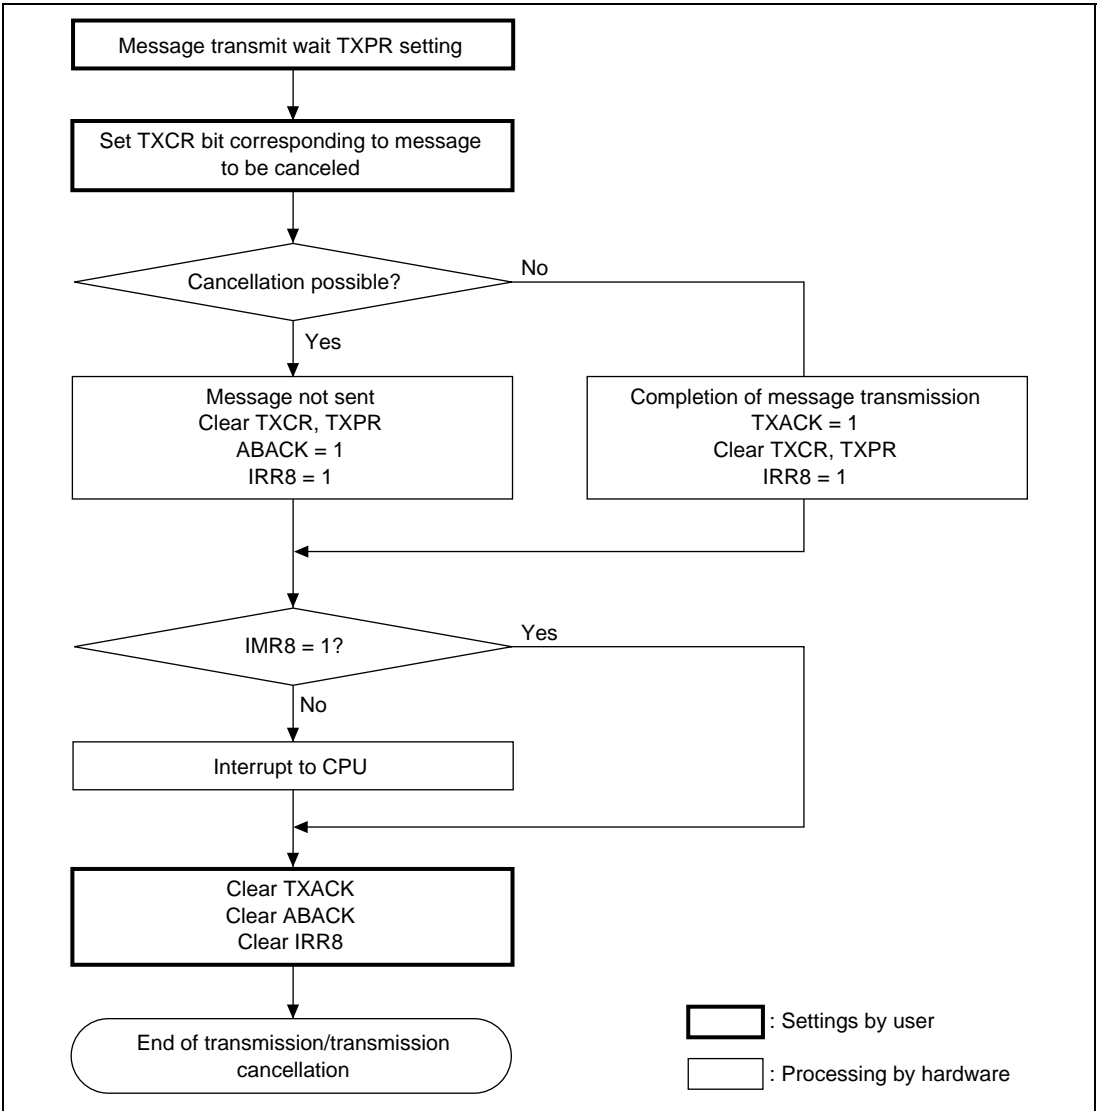 Message transmit wait TXPR setting
Set TXCR bit corresponding to message
to be canceled
Cancellation possible?
No
Yes
Message not sent
Clear TXCR, TXPR
ABACK = 1
IRR8 = 1
Completion of message transmission
TXACK = 1
Clear TXCR, TXPR
IRR8 = 1
IMR8 = 1?
Yes
No
Interrupt to CPU
Clear TXACK
Clear ABACK
Clear IRR8
End of transmission/transmission
cancellation
: Settings by user
: Processing by hardware